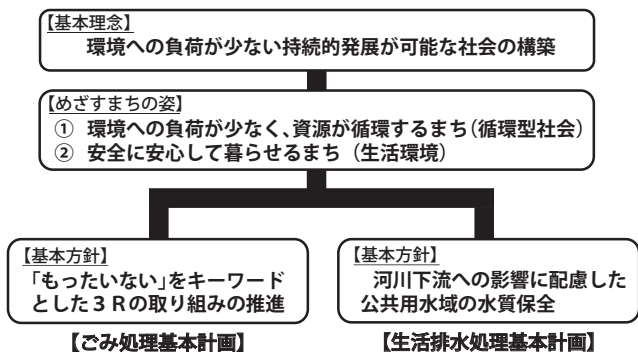 【基本理念】
環境への負荷が少ない持続的発展が可能な社会の構築
【めざすまちの姿】
① 環境への負荷が少なく、資源が循環するまち（循環型社会）
② 安全に安心して暮らせるまち（生活環境）
【基本方針】
「もったいない」をキーワード
とした３Ｒの取り組みの推進
【ごみ処理基本計画】
【基本方針】
河川下流への影響に配慮した
公共用水域の水質保全
【生活排水処理基本計画】